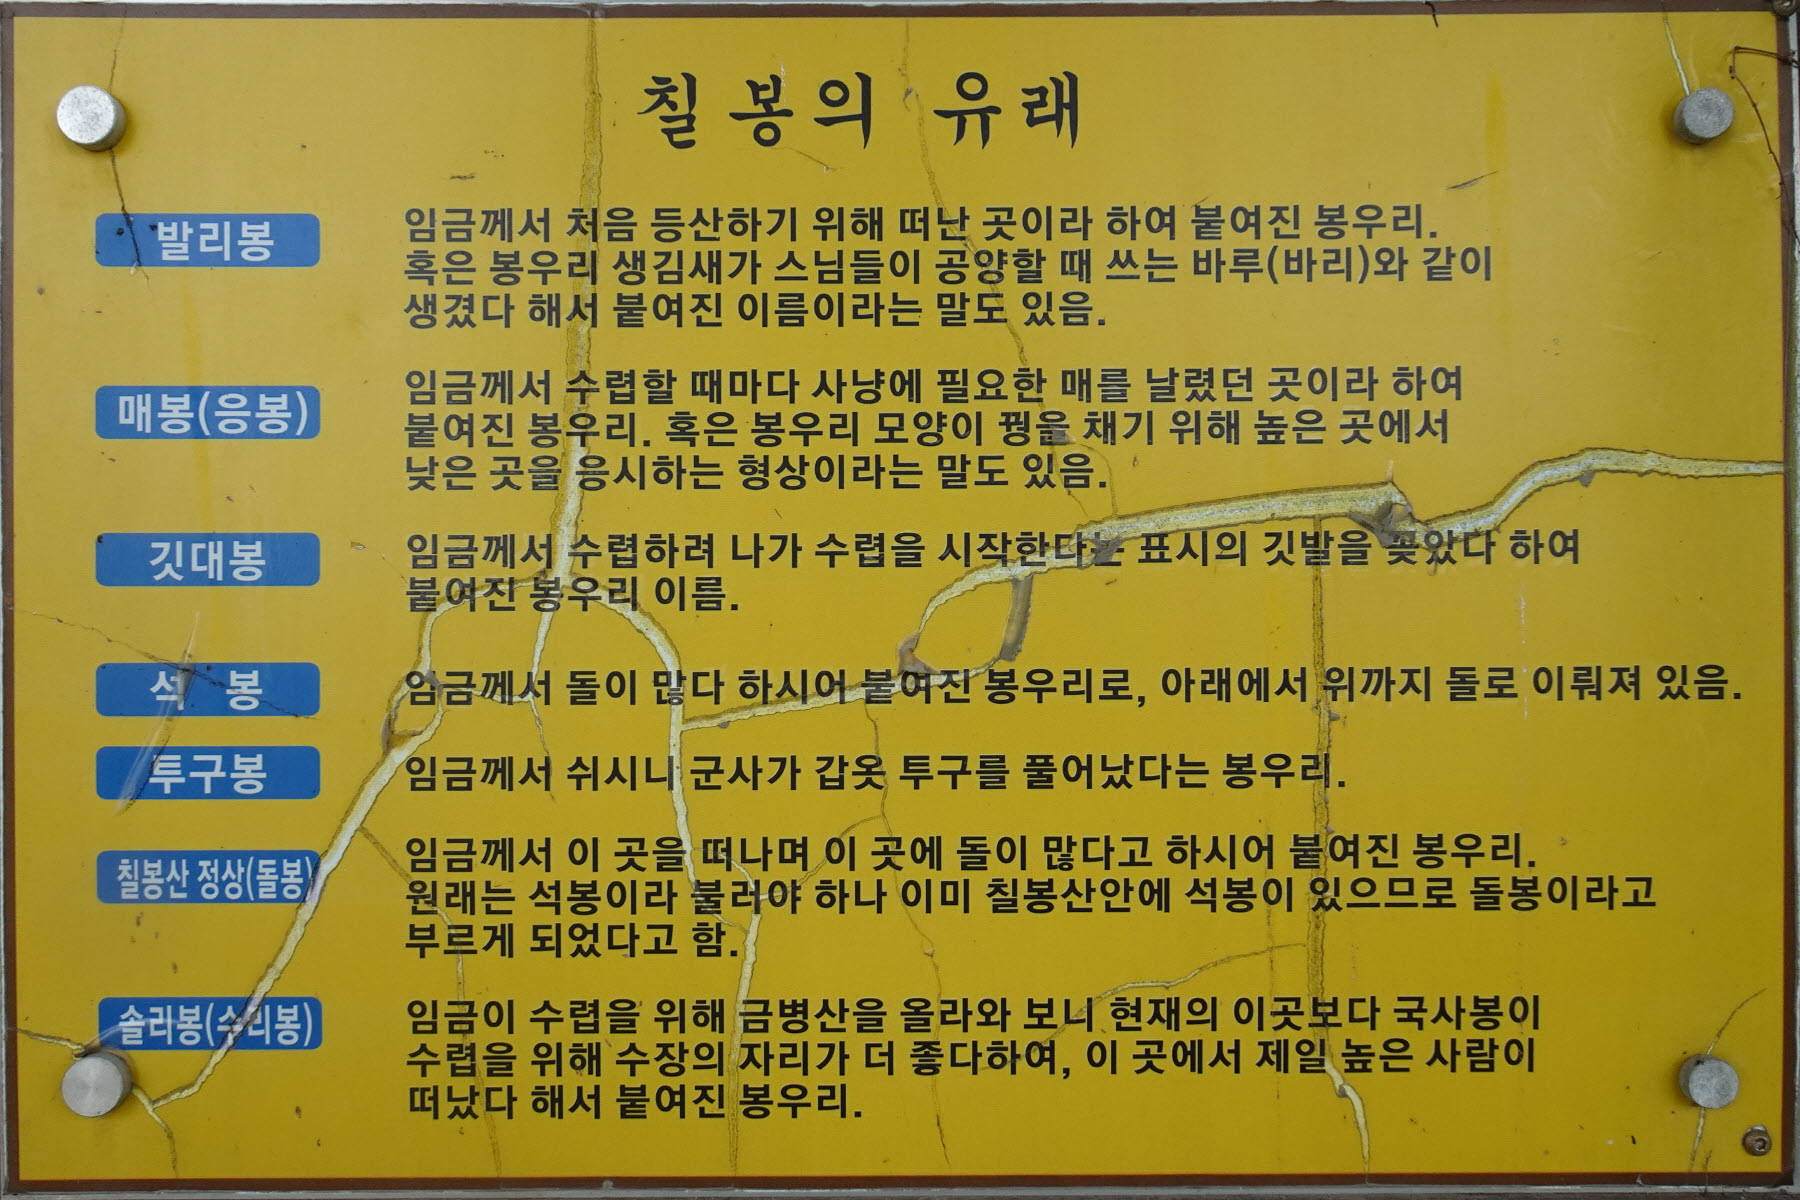 칠봉의 유래
발리봉
임금께서 처음 등산하기 위해 떠난 곳이라 하여 붙여진 봉우리.
혹은 봉우리 생김새가 스님들이 공양할 때 쓰는 바루(바리)와 같이
생겼다 해서 붙여진 이름이라는 말도 있음.
매봉(응봉)
임금께서 수렵할 때마다 사냥에 필요한 매를 날렸던 곳이라 하여
붙여진 봉우리. 혹은 봉우리 모양이 꿩을 채기 위해 높은 곳에서
낮은 곳을 응시하는 형상이라는 말도 있음.
깃대봉
임금께서 수렵하려 나가 수렵을 시작한다는 표시의 깃발을 꽂았다 하여
붙여진 봉우리 이름.
석 봉
임금께서 돌이 많다 하시어 붙여진 봉우리로, 아래에서 위까지 돌로 이뤄져 있음.
투구봉
임금께서 쉬시니 군사가 갑옷 투구를 풀어놨다는 봉우리.
칠봉산 정상(돌봉)
임금께서 이 곳을 떠나며 이 곳에 돌이 많다고 하시어 붙여진 봉우리.
원래는 석봉이라 불러야 하나 이미 칠봉산안에 석봉이 있으므로 돌봉이라고
부르게 되었다고 함.
솔리봉(수리봉)
임금이 수렵을 위해 금병산을 올라와 보니 현재의 이곳보다 국사봉이
수렵을 위해 수장의 자리가 더 좋다하여, 이 곳에서 제일 높은 사람이
떠났다 해서 붙여진 봉우리.